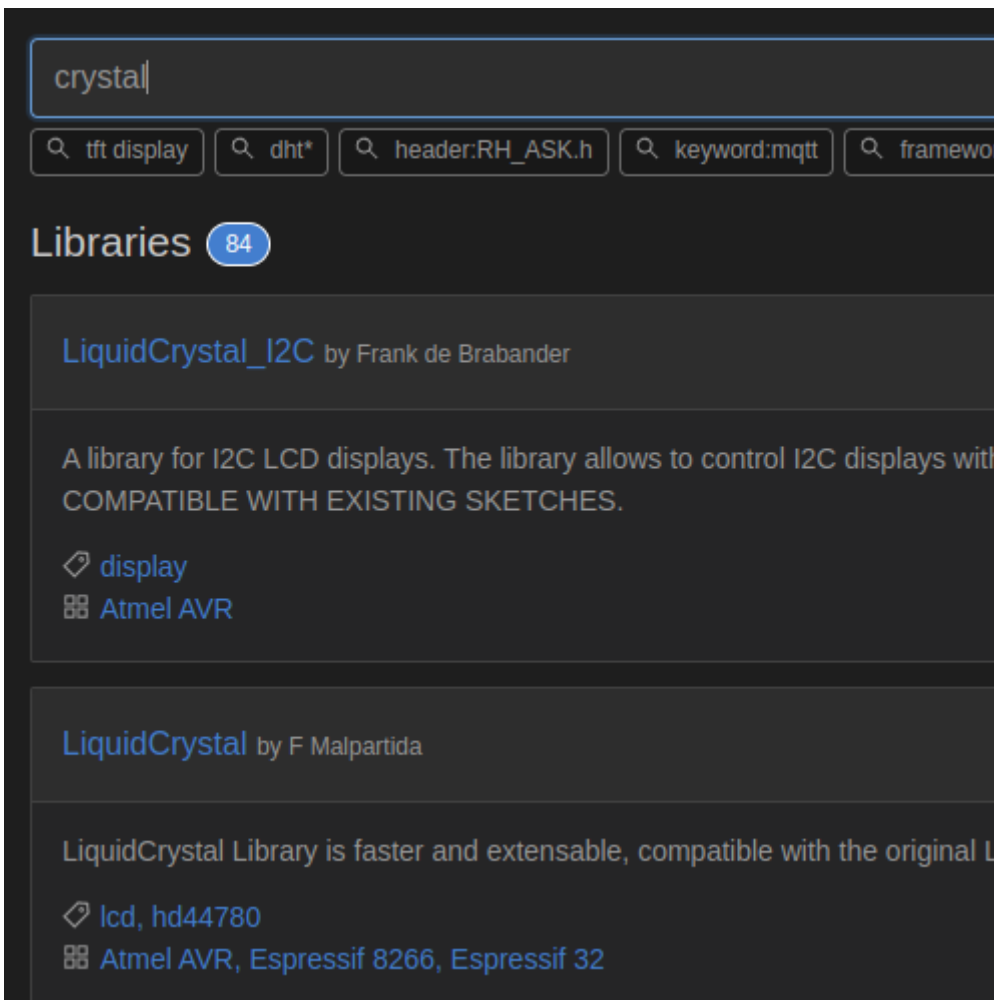 crystal
tft display dht* header:RH_ASK.h keyword:mqtt framewo
Libraries 84
LiquidCrystal_I2C by Frank de Brabander
A library for I2C LCD displays. The library allows to control I2C displays with
COMPATIBLE WITH EXISTING SKETCHES.
display
Atmel AVR
LiquidCrystal by F Malpartida
LiquidCrystal Library is faster and extensable, compatible with the original L
lcd, hd44780
Atmel AVR, Espressif 8266, Espressif 32